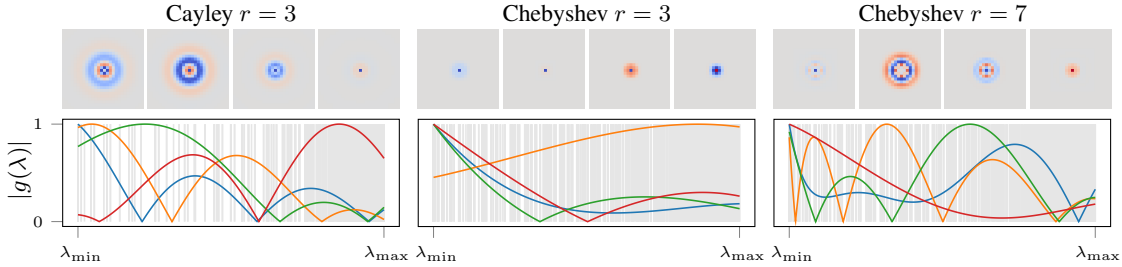 Cayley r = 3
Chebyshev r = 3
Chebyshev r = 7
|g(λ)|
1
0
λmin
λmax
λmin
λmax
λmin
λmax